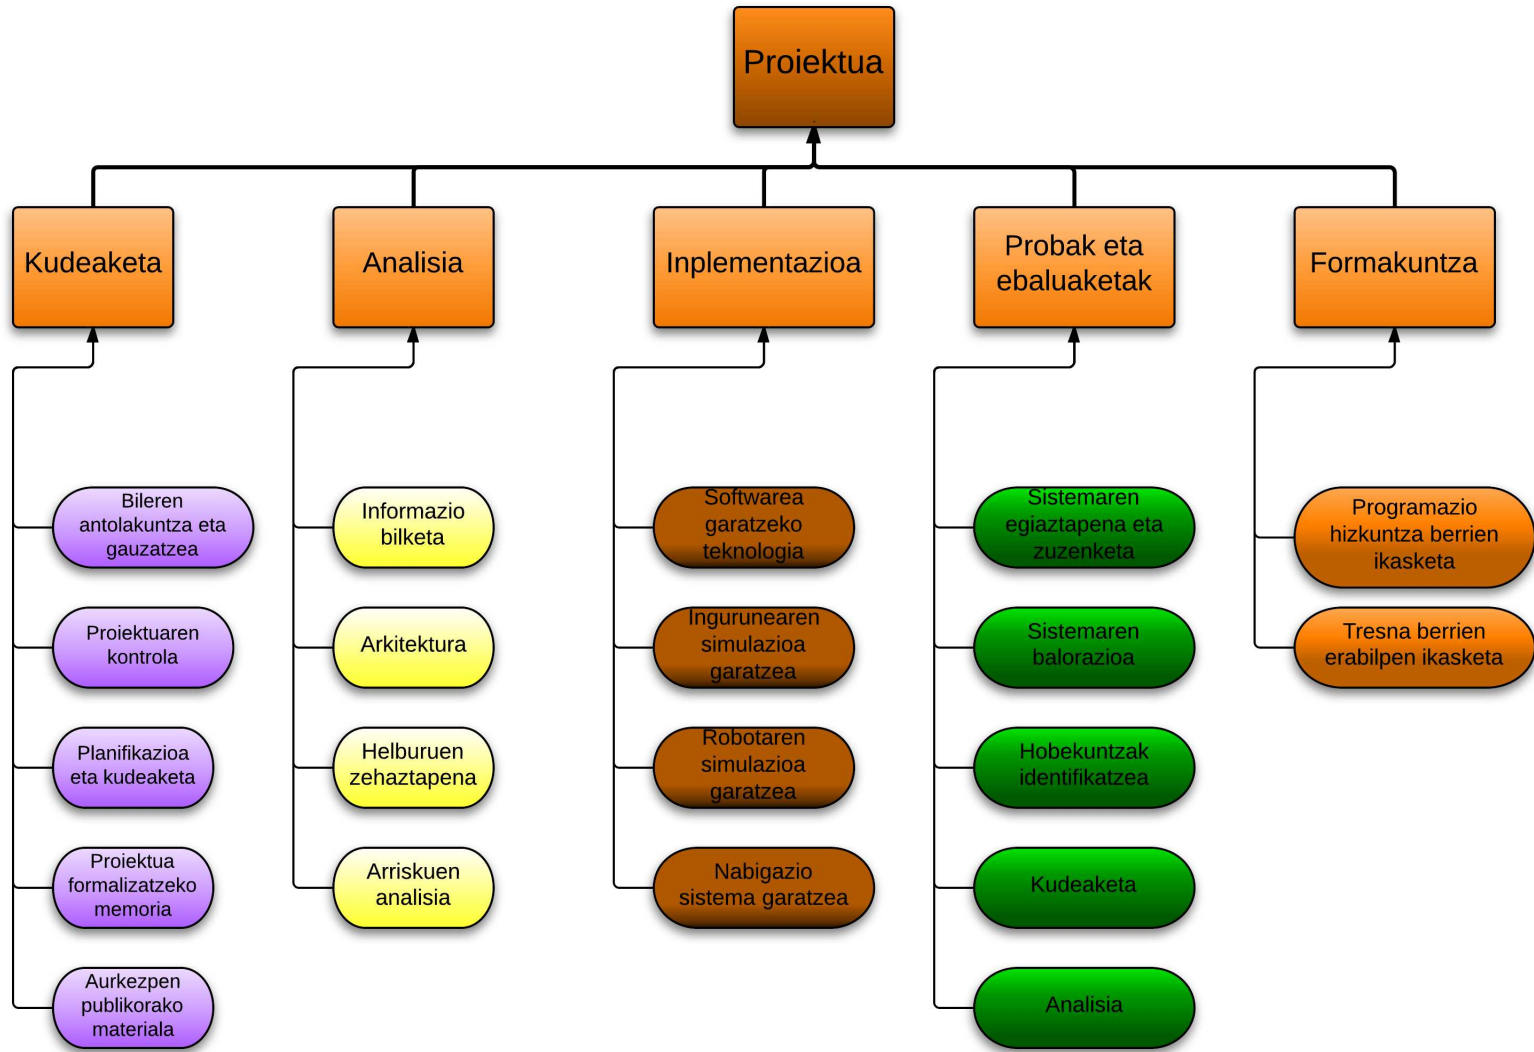 Proiektua
Kudeaketa
Analisia
Inplementazioa
Probak eta
ebaluaketak
Formakuntza
Bileren
antolakuntza eta
gauzatzea
Proiektuaren
kontrola
Planifikazioa
eta kudeaketa
Proiektua
formalizatzeko
memoria
Aurkezpen
publikorako
materiala
Informazio
bilketa
Arkitektura
Helburuen
zehaztapena
Arriskuen
analisia
Softwarea
garatzeko
teknologia
Ingurunearen
simulazioa
garatzea
Robotaren
simulazioa
garatzea
Nabigazio
sistema garatzea
Sistemaren
egiaztapena eta
zuzenketa
Sistemaren
balorazioa
Hobekuntzak
identifikatzea
Kudeaketa
Analisia
Programazio
hizkuntza berrien
ikasketa
Tresna berrien
erabilpen ikasketa